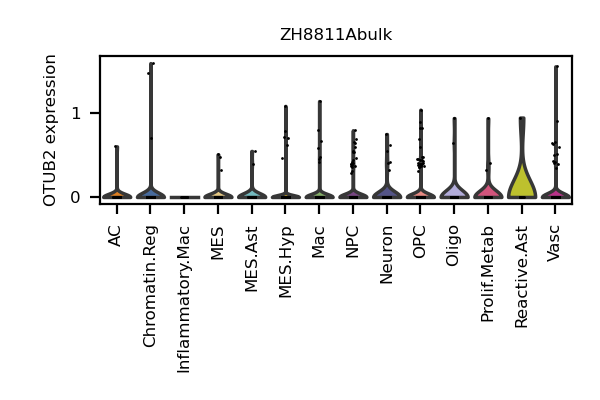 ZH8811Abulk
OTUB2 expression
1
0
AC
Chromatin.Reg
Inflammatory.Mac
MES
MES.Ast
MES.Hyp
Mac
NPC
Neuron
OPC
Oligo
Prolif.Metab
Reactive.Ast
Vasc